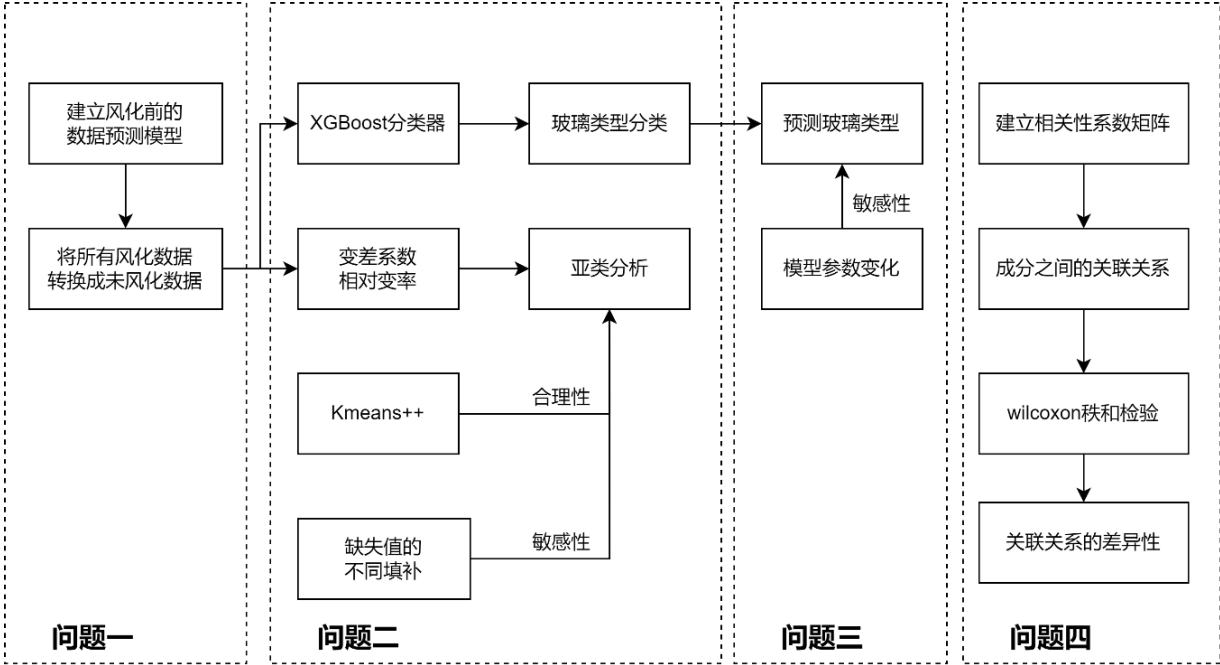 建立风化前的
数据预测模型
将所有风化数据
转换成未风化数据
问题一
XGBoost分类器
玻璃类型分类
变差系数
相对变率
亚类分析
Kmeans++
合理性
缺失值的
不同填补
敏感性
问题二
预测玻璃类型
敏感性
模型参数变化
问题三
建立相关性系数矩阵
成分之间的关联关系
wilcoxon秩和检验
关联关系的差异性
问题四